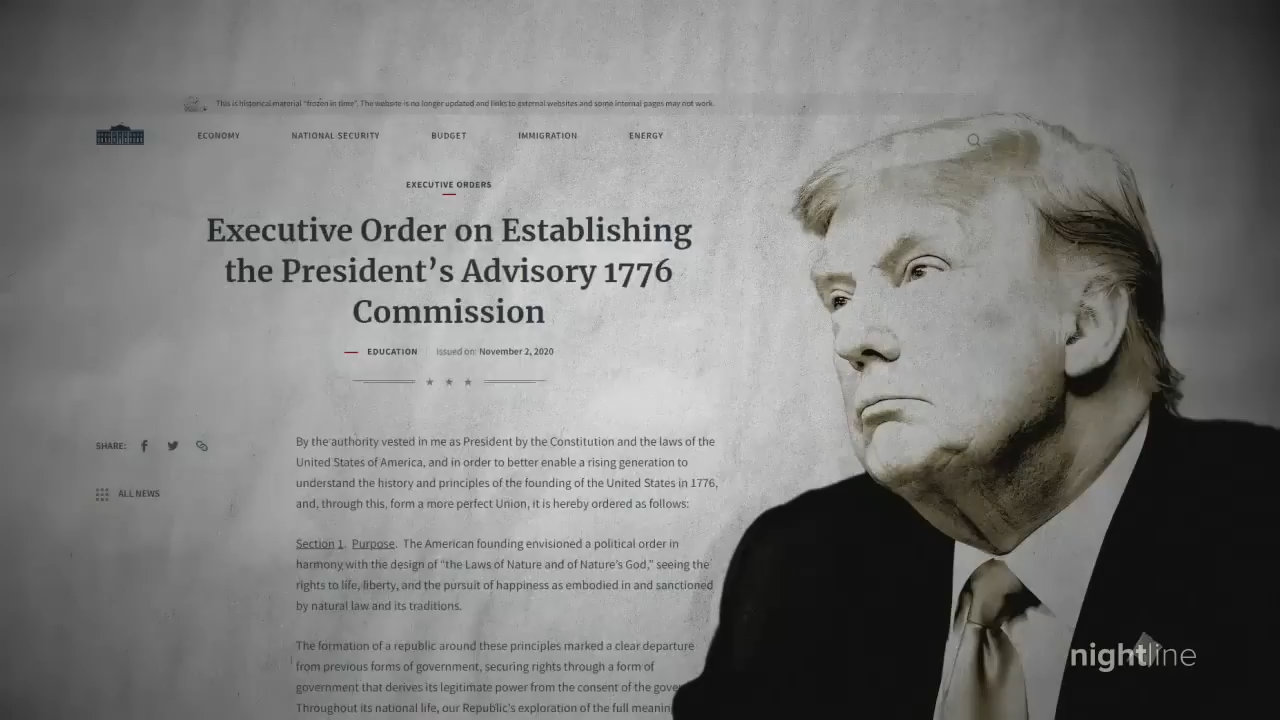 This is historical material "frozen in time". The website is no longer updated and links to external websites and some internal pages may not work.
ECONOMY NATIONAL SECURITY BUDGET IMMIGRATION ENERGY
EXECUTIVE ORDERS
Executive Order on Establishing
the President's Advisory 1776
Commission
EDUCATION Issued on: November 2, 2020
SHARE:
ALL NEWS
By the authority vested in me as President by the Constitution and the laws of the
United States of America, and in order to better enable a rising generation to
understand the history and principles of the founding of the United States in 1776,
and, through this, form a more perfect Union, it is hereby ordered as follows:
Section 1. Purpose. The American founding envisioned a political order in
harmony with the design of “the Laws of Nature and of Nature’s God,” seeing the
rights to life, liberty, and the pursuit of happiness as embodied in and sanctioned
by natural law and its traditions.
The formation of a republic around these principles marked a clear departure
from previous forms of government, securing rights through a form of
government that derives its legitimate power from the consent of the gover
Throughout its national life, our Republic’s exploration of the full meanin
nightline